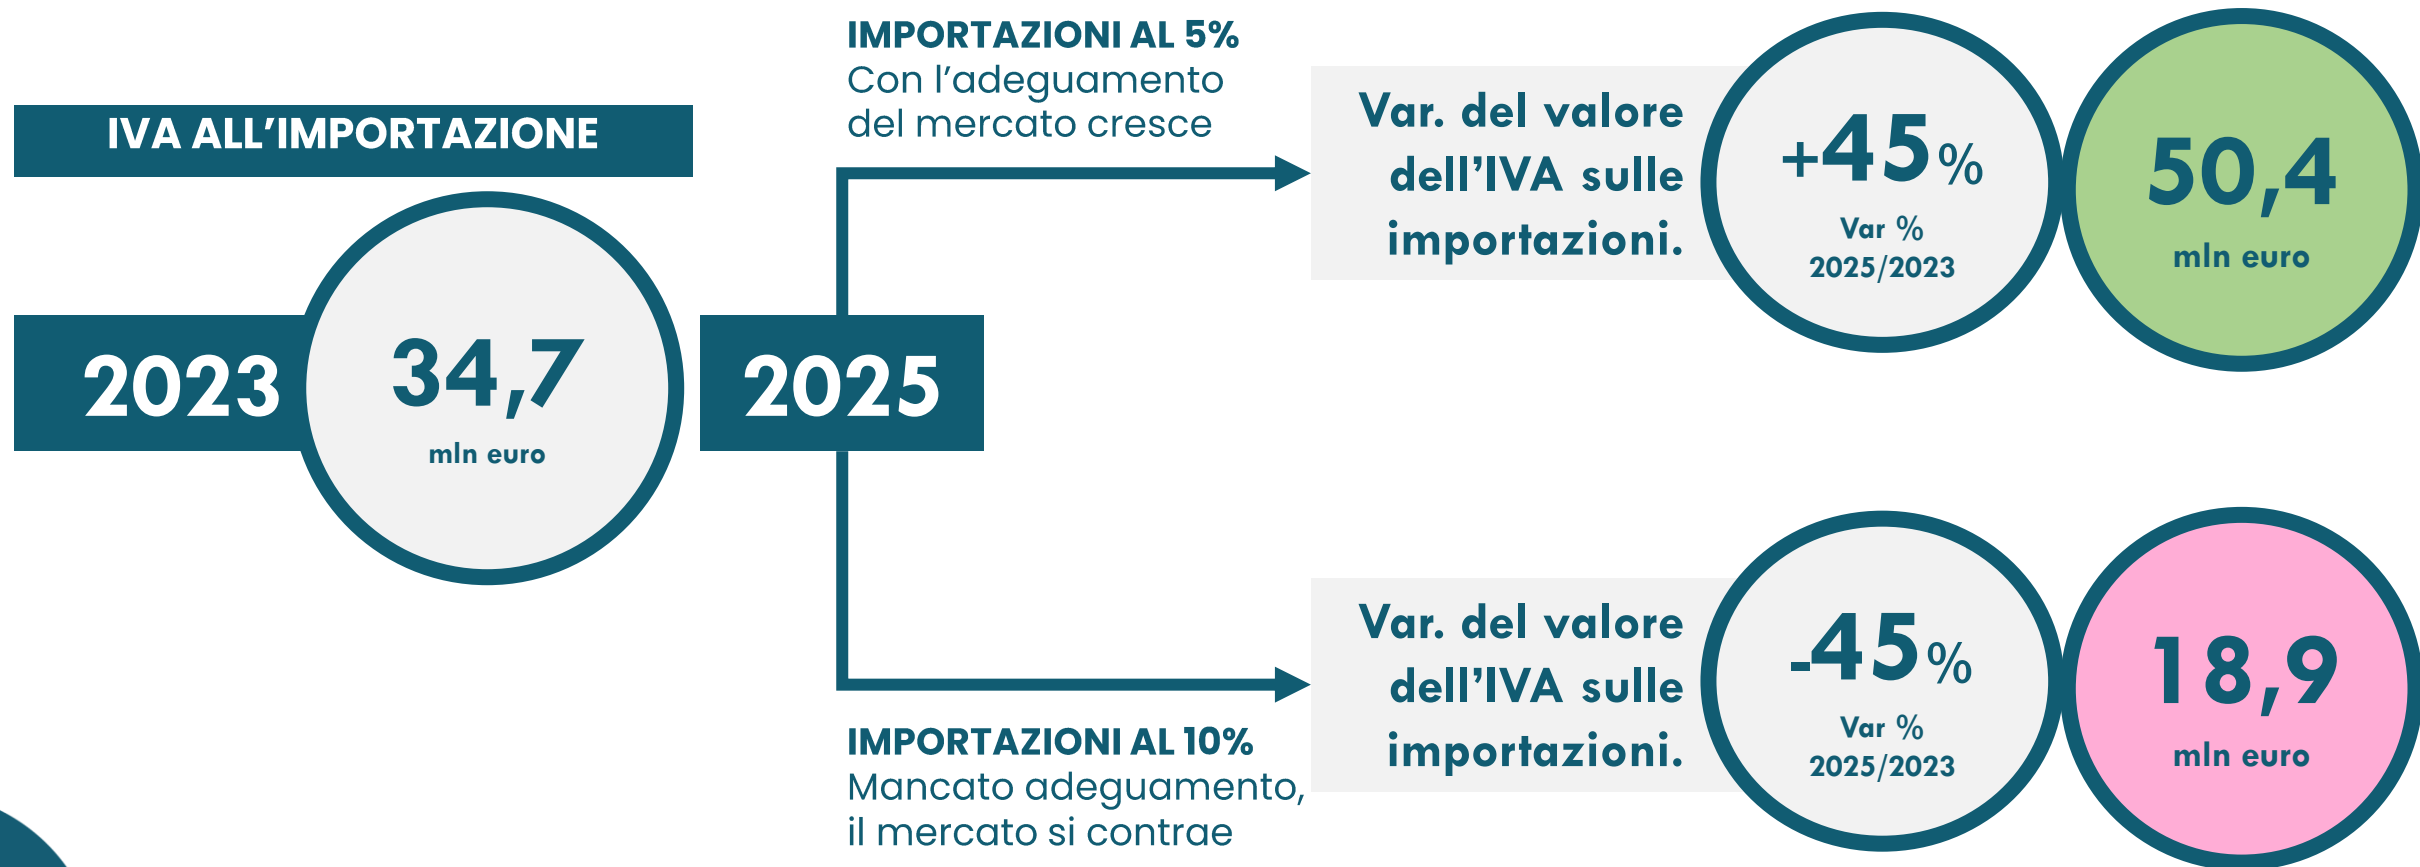 IVA ALL’IMPORTAZIONE
2023
34,7
mln euro
2025
IMPORTAZIONI AL 5%
Con l’adeguamento
del mercato cresce
Var. del valore
dell’IVA sulle
importazioni.
+45%
Var %
2025/2023
50,4
mln euro
IMPORTAZIONI AL 10%
Mancato adeguamento,
il mercato si contrae
Var. del valore
dell’IVA sulle
importazioni.
-45%
Var %
2025/2023
18,9
mln euro